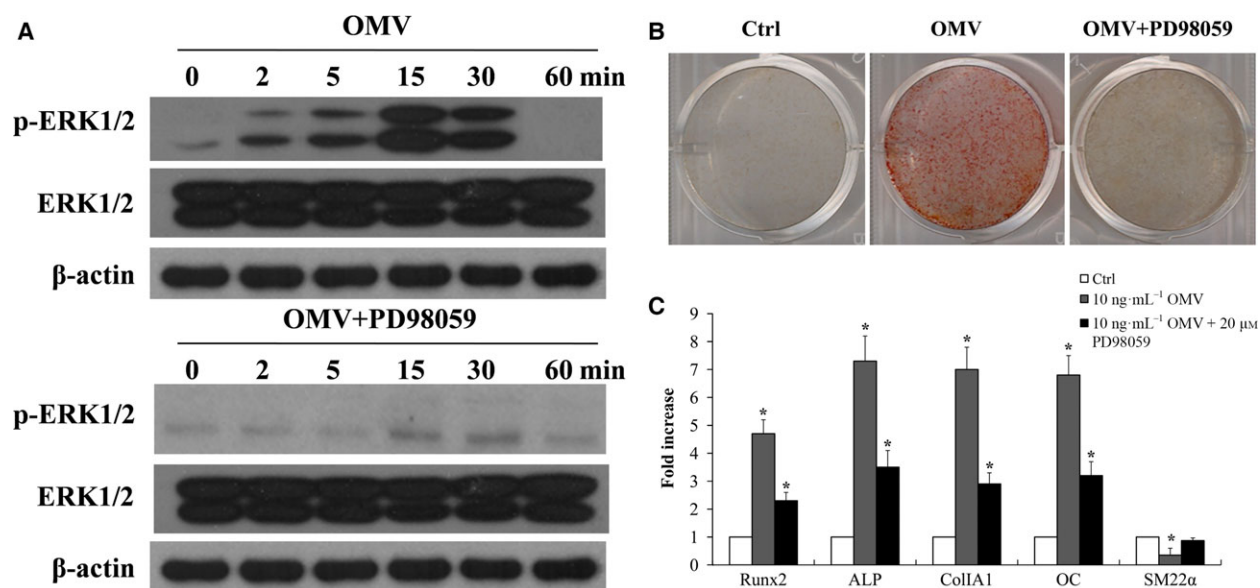 A
OMV
0 2 5 15 30 60 min
p-ERK1/2
ERK1/2
β-actin
OMV+PD98059
0 2 5 15 30 60 min
p-ERK1/2
ERK1/2
β-actin
B
Ctrl OMV OMV+PD98059
C
Ctrl
10 ng·mL⁻¹ OMV
10 ng·mL⁻¹ OMV + 20 μM
PD98059
Fold increase
9
8
7
6
5
4
3
2
1
0
* * * * * * * * *
Runx2 ALP ColIA1 OC SM22α